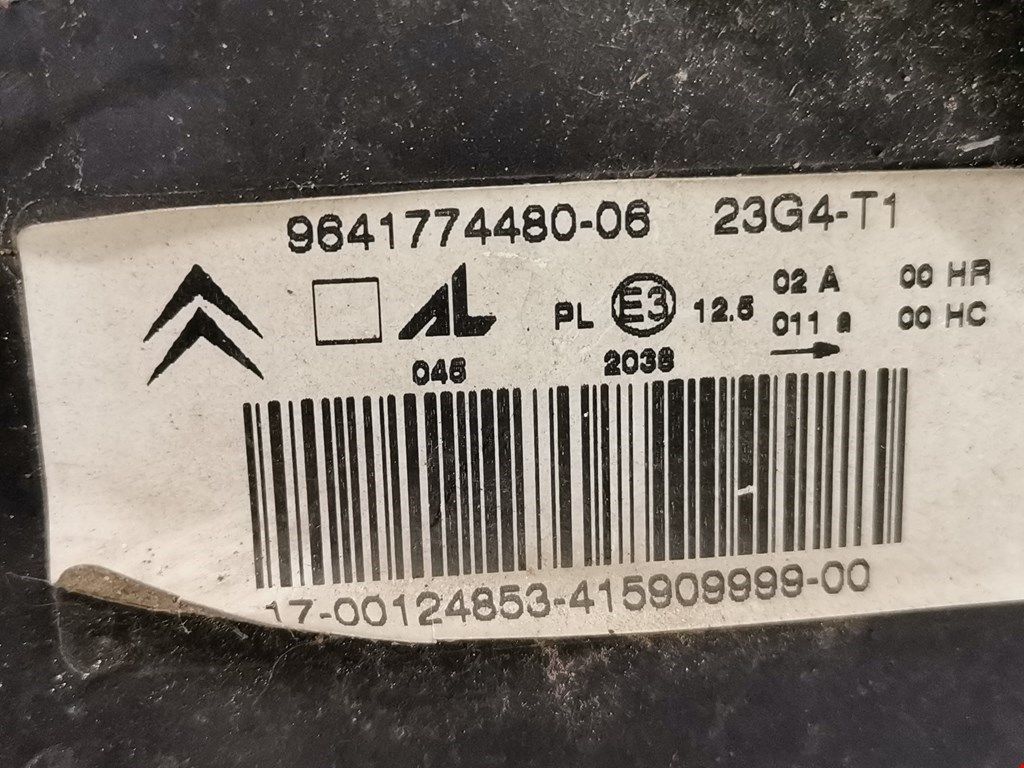 9641774480-06 23G4-T1
AL PL E3 12.5 02 A 00 HR
011 a 00 HC
046 2038
17-00124853-415909999-00